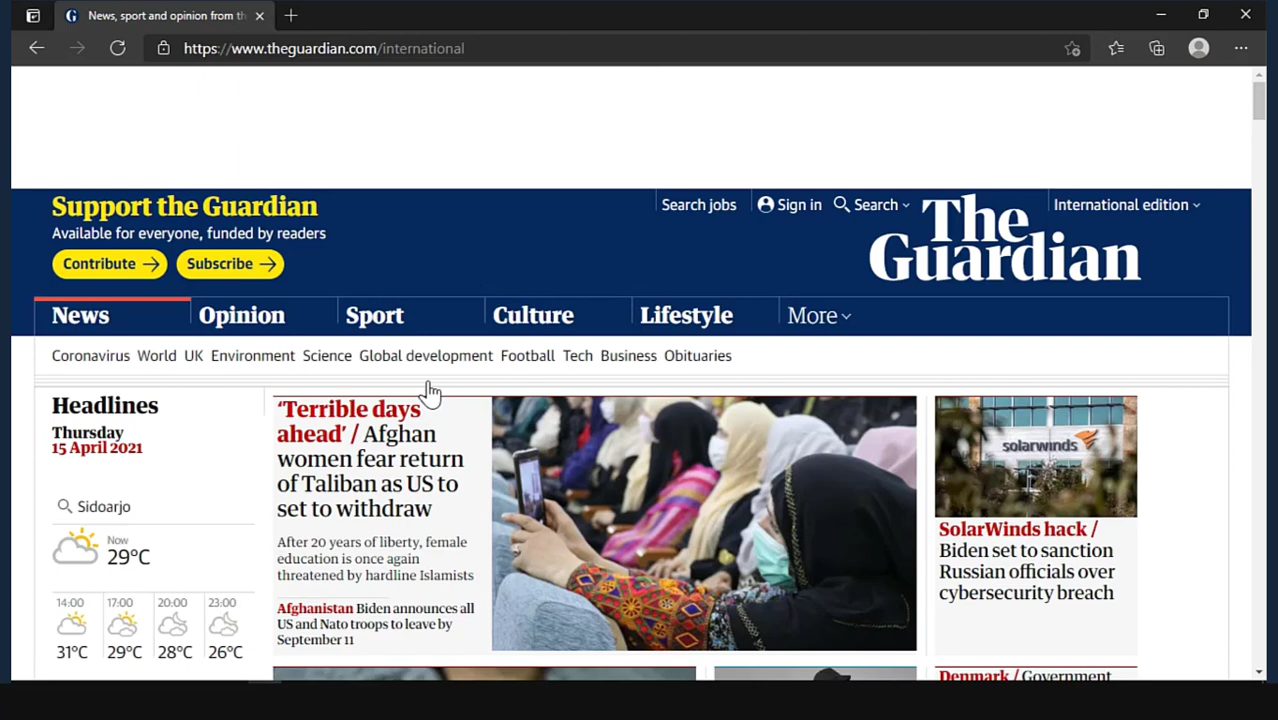 News, sport and opinion from th
https://www.theguardian.com/international
Support the Guardian
Available for everyone, funded by readers
Contribute
Subscribe
Search jobs
Sign in
Search
International edition
The
Guardian
News
Opinion
Sport
Culture
Lifestyle
More
Coronavirus World UK Environment Science Global development Football Tech Business Obituaries
Headlines
Thursday
15 April 2021
Sidoarjo
Now
29°C
14:00 17:00 20:00 23:00
31°C 29°C 28°C 26°C
‘Terrible days
ahead’ / Afghan
women fear return
of Taliban as US to
set to withdraw
After 20 years of liberty, female
education is once again
threatened by hardline Islamists
Afghanistan Biden announces all
US and Nato troops to leave by
September 11
solarwinds
SolarWinds hack /
Biden set to sanction
Russian officials over
cybersecurity breach
Denmark / Government